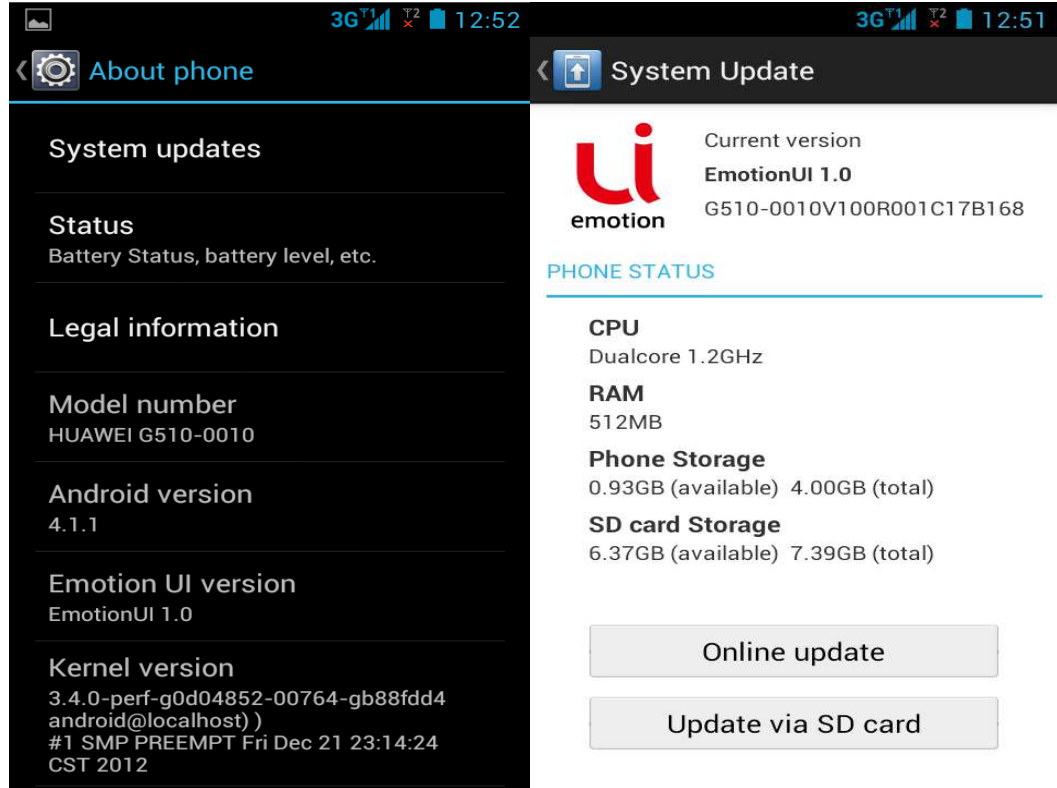 3G T1 T2 12:52
About phone
System updates
Status
Battery Status, battery level, etc.
Legal information
Model number
HUAWEI G510-0010
Android version
4.1.1
Emotion UI version
EmotionUI 1.0
Kernel version
3.4.0-perf-g0d04852-00764-gb88fdd4
android@localhost) )
#1 SMP PREEMPT Fri Dec 21 23:14:24
CST 2012
3G T1 T2 12:51
System Update
ui
emotion
Current version
EmotionUI 1.0
G510-0010V100R001C17B168
PHONE STATUS
CPU
Dualcore 1.2GHz
RAM
512MB
Phone Storage
0.93GB (available) 4.00GB (total)
SD card Storage
6.37GB (available) 7.39GB (total)
Online update
Update via SD card